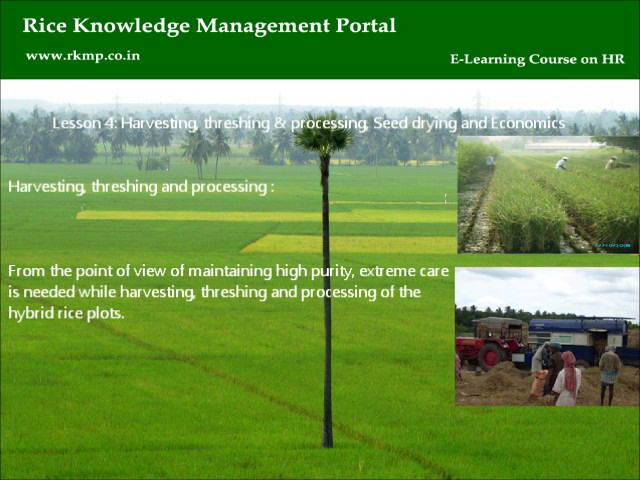 Rice Knowledge Management Portal
www.rkmp.co.in
E-Learning Course on HR
Lesson 4: Harvesting, threshing & processing, Seed drying and Economics
Harvesting, threshing and processing :
From the point of view of maintaining high purity, extreme care
is needed while harvesting, threshing and processing of the
hybrid rice plots.